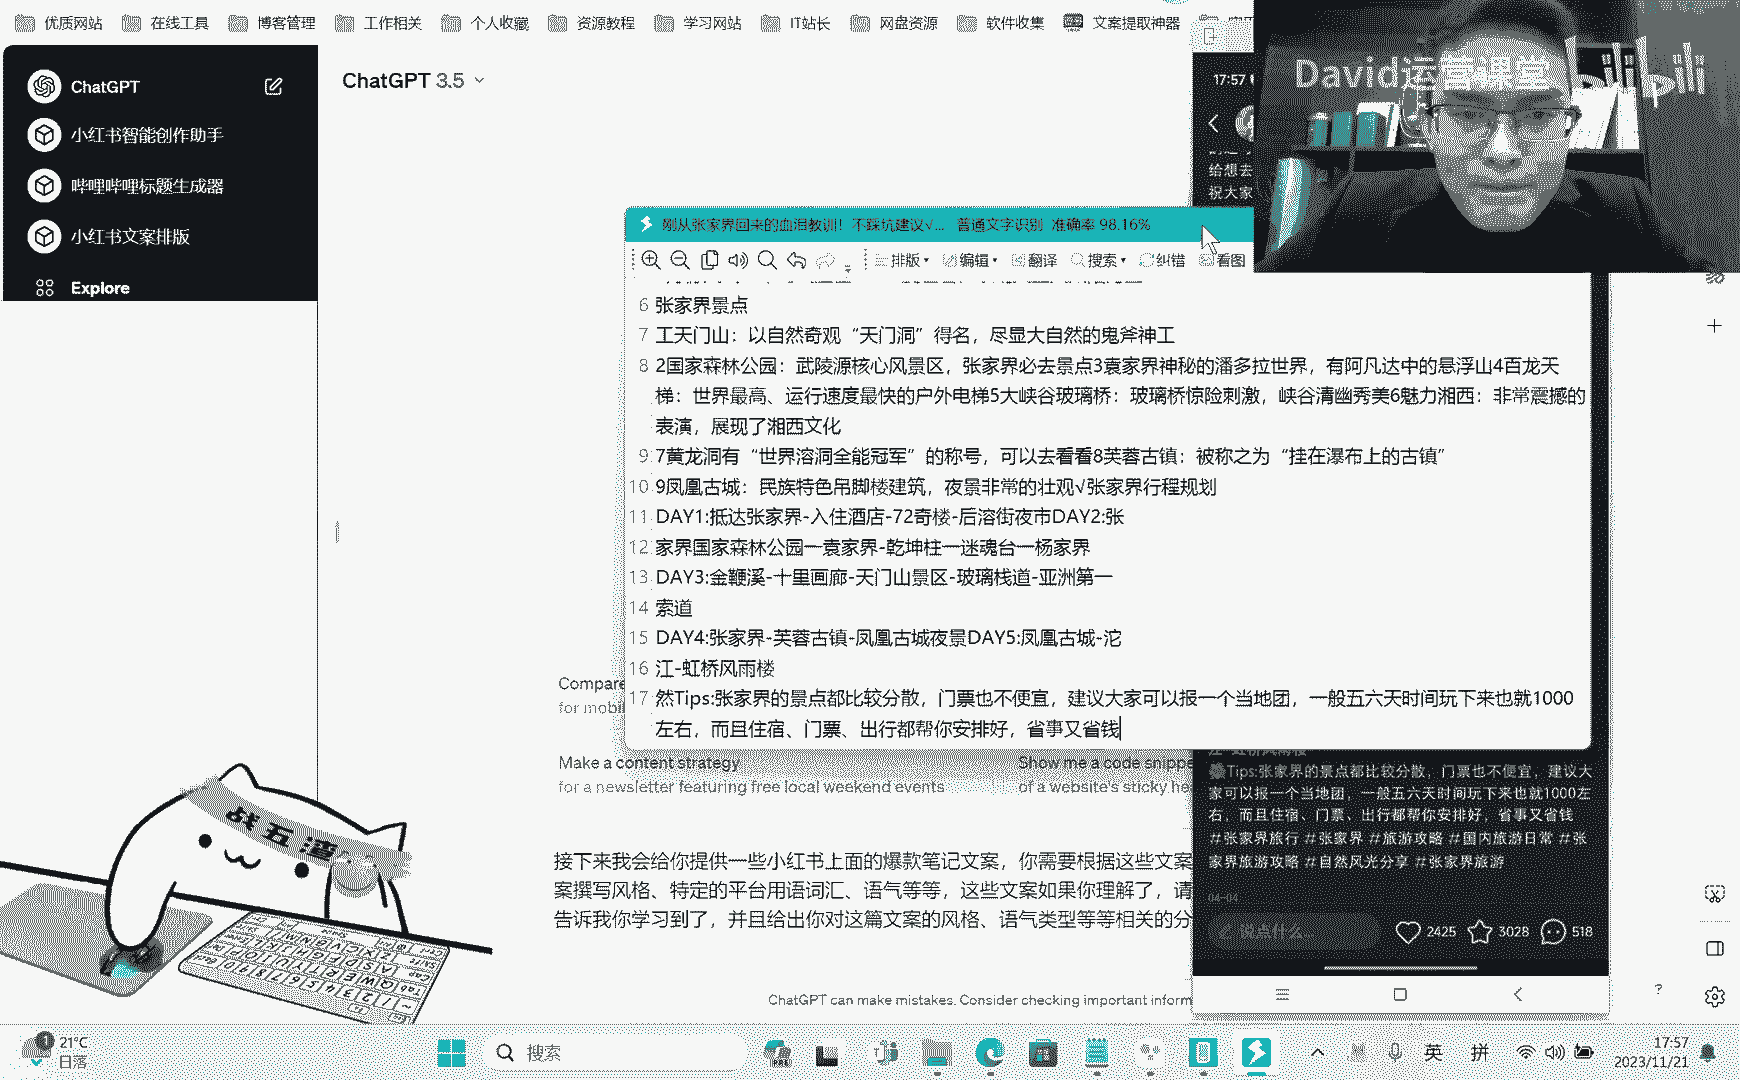 优质网站 在线工具 博客管理 工作相关 个人收藏 资源教程 学习网站 IT站长 网盘资源 软件收集 文案提取神器
ChatGPT
小红书智能创作助手
哔哩哔哩标题生成器
小红书文案排版
Explore
ChatGPT 3.5
17:57
David运营课堂
bilibili
给想去
祝大家
刚从张家界回来的血泪教训！不踩坑建议√... 普通文字识别 准确率 98.16%
排版 编辑 翻译 搜索 纠错 看图
6 张家界景点
7 工天门山：以自然奇观“天门洞”得名，尽显大自然的鬼斧神工
8 2国家森林公园：武陵源核心风景区，张家界必去景点3袁家界神秘的潘多拉世界，有阿凡达中的悬浮山4百龙天
梯：世界最高、运行速度最快的户外电梯5大峡谷玻璃桥：玻璃桥惊险刺激，峡谷清幽秀美6魅力湘西：非常震撼的
表演，展现了湘西文化
9 7黄龙洞有“世界溶洞全能冠军”的称号，可以去看看8芙蓉古镇：被称之为“挂在瀑布上的古镇”
10 9凤凰古城：民族特色吊脚楼建筑，夜景非常的壮观√张家界行程规划
11 DAY1:抵达张家界-入住酒店-72奇楼-后溶街夜市DAY2:张
12 家界国家森林公园一袁家界-乾坤柱一迷魂台一杨家界
13 DAY3:金鞭溪-十里画廊-天门山景区-玻璃栈道-亚洲第一
14 索道
15 DAY4:张家界-芙蓉古镇-凤凰古城夜景DAY5:凤凰古城-沱
16 江-虹桥风雨楼
17 然Tips:张家界的景点都比较分散，门票也不便宜，建议大家可以报一个当地团，一般五六天时间玩下来也就1000
左右，而且住宿、门票、出行都帮你安排好，省事又省钱
Compare
for mobil
Make a content strategy
for a newsletter featuring free local weekend events
Show me a code snippe
of a website's sticky he
江-虹桥风雨楼
Tips:张家界的景点都比较分散，门票也不便宜，建议大
家可以报一个当地团，一般五六天时间玩下来也就1000左
右，而且住宿、门票、出行都帮你安排好，省事又省钱
#张家界旅行 #张家界 #旅游攻略 #国内旅游日常 #张
家界旅游攻略 #自然风光分享 #张家界旅游
04-04
说点什么...
2425 3028 518
接下来我会给你提供一些小红书上面的爆款笔记文案，你需要根据这些文案
案撰写风格、特定的平台用语词汇、语气等等，这些文案如果你理解了，请
告诉我你学习到了，并且给出你对这篇文案的风格、语气类型等等相关的分
ChatGPT can make mistakes. Consider checking important inform
?
战五渣
1
21°C
日落
搜索
英 拼
17:57
2023/11/21